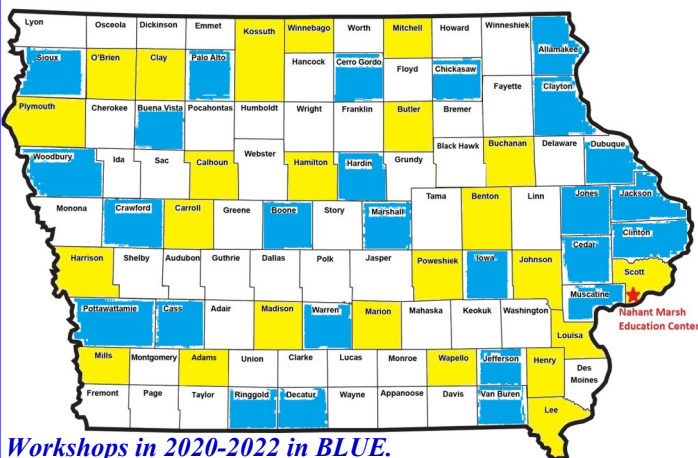 Lyon Osceola Dickinson Emmet Kossuth Winnebago Worth Mitchell Howard Winneshiek Allamakee
Sioux O'Brien Clay Palo Alto Hancock Cerro Gordo Floyd Chickasaw Fayette Clayton
Plymouth Cherokee Buena Vista Pocahontas Humboldt Wright Franklin Butler Bremer
Woodbury Ida Sac Calhoun Webster Hamilton Hardin Grundy Black Hawk Buchanan Delaware Dubuque
Monona Crawford Carroll Greene Boone Story Marshall Tama Benton Linn Jones Jackson
Clinton
Harrison Shelby Audubon Guthrie Dallas Polk Jasper Poweshiek Iowa Johnson Cedar Scott
Muscatine
Pottawattamie Cass Adair Madison Warren Marion Mahaska Keokuk Washington Louisa
Nahant Marsh
Education Center
Mills Montgomery Adams Union Clarke Lucas Monroe Wapello Jefferson Henry Des
Moines
Fremont Page Taylor Ringgold Decatur Wayne Appanoose Davis Van Buren Lee
Workshops in 2020-2022 in BLUE.